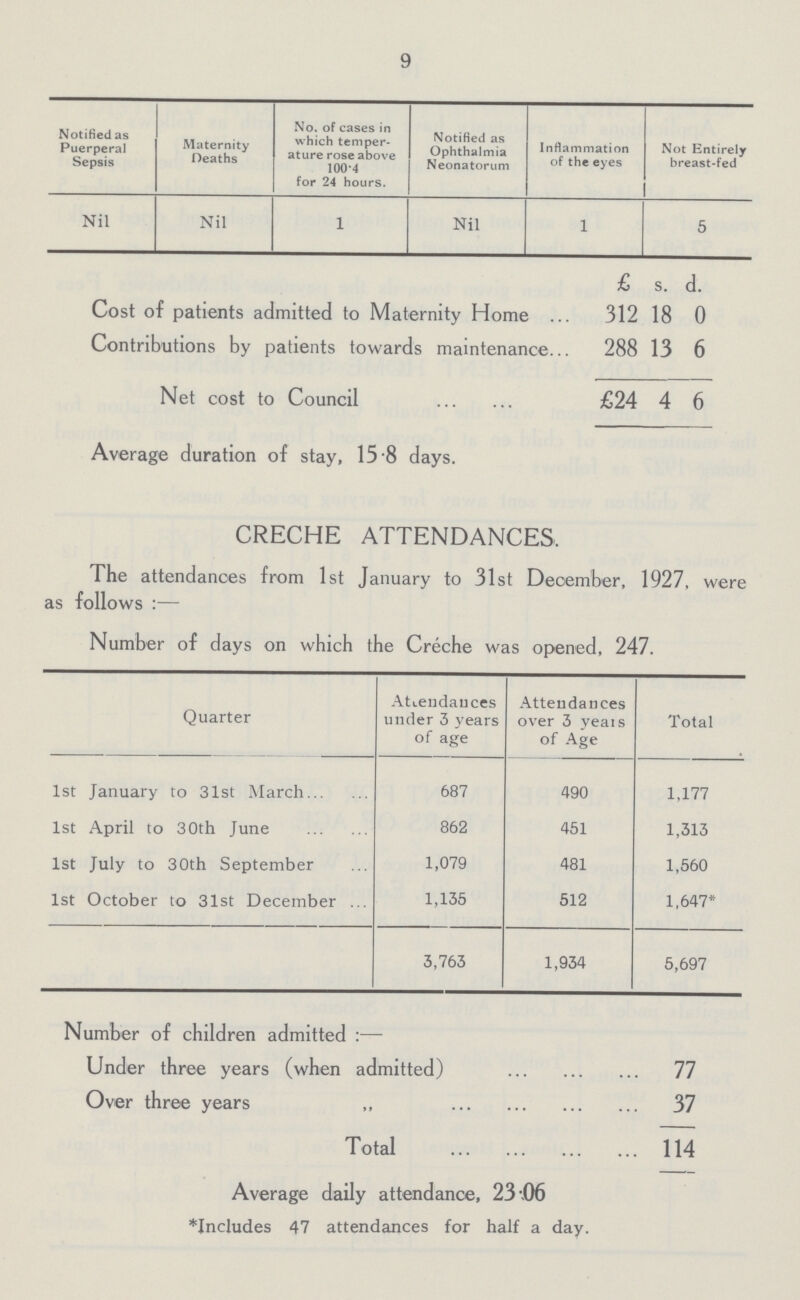 9
Notified as Puerperal Sepsis | Maternity Deaths | No. of cases in which temper-ature rose above 100·4 for 24 hours. | Notified as Ophthalmia Neonatorum | Inflammation of the eyes | Not Entirely breast-fed
Nil | Nil | 1 | Nil | 1 | 5
£ s. d.
Cost of patients admitted to Maternity Home ... 312 18 0
Contributions by patients towards maintenance... 288 13 6
Net cost to Council ... ... £24 4 6
Average duration of stay, 15·8 days.
CRECHE ATTENDANCES.
The attendances from 1st January to 31st December, 1927, were
as follows :—
Number of days on which the Créche was opened, 247.
Quarter | Attendances under 3 years of age | Attendances over 3 years of Age | Total
1st January to 31st March... ... 687 490 1,177
1st April to 30th June ... ... 862 451 1,313
1st July to 30th September ... 1,079 481 1,560
1st October to 31st December ... 1,135 512 1,647*
3,763 1,934 5,697
Number of children admitted :—
Under three years (when admitted) ... ... ... 77
Over three years „ ... ... ... ... 37
Total ... ... ... ... 114
Average daily attendance, 23·06
*Includes 47 attendances for half a day.